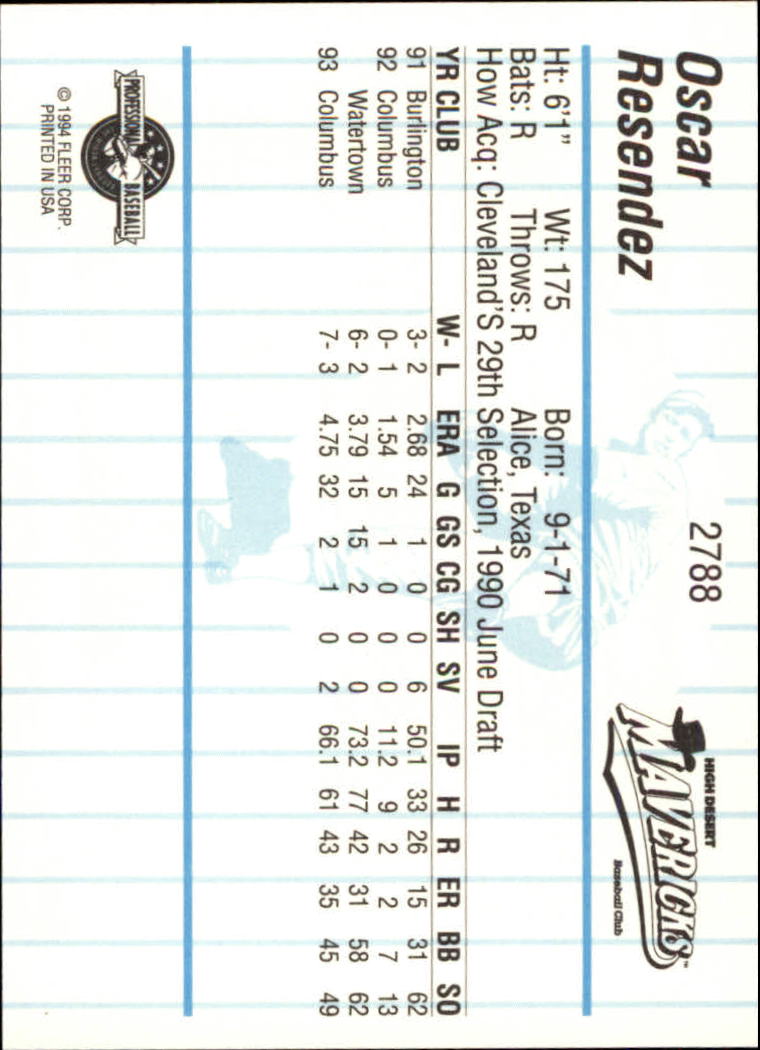 Oscar
Resendez
2788
HIGH DESERT
MAVERICKS™
Baseball Club
Ht: 6'1" Wt: 175 Born: 9-1-71
Bats: R Throws: R Alice, Texas
How Acq: Cleveland'S 29th Selection, 1990 June Draft
YR CLUB W- L ERA G GS CG SH SV IP H R ER BB SO
91 Burlington 3- 2 2.68 24 1 0 0 6 50.1 33 26 15 31 62
92 Columbus 0- 1 1.54 5 1 0 0 0 11.2 9 2 2 7 13
Watertown 6- 2 3.79 15 15 2 0 0 73.2 77 42 31 58 62
93 Columbus 7- 3 4.75 32 2 1 0 2 66.1 61 43 35 45 49
PROFESSIONAL BASEBALL
© 1994 FLEER CORP.
PRINTED IN USA